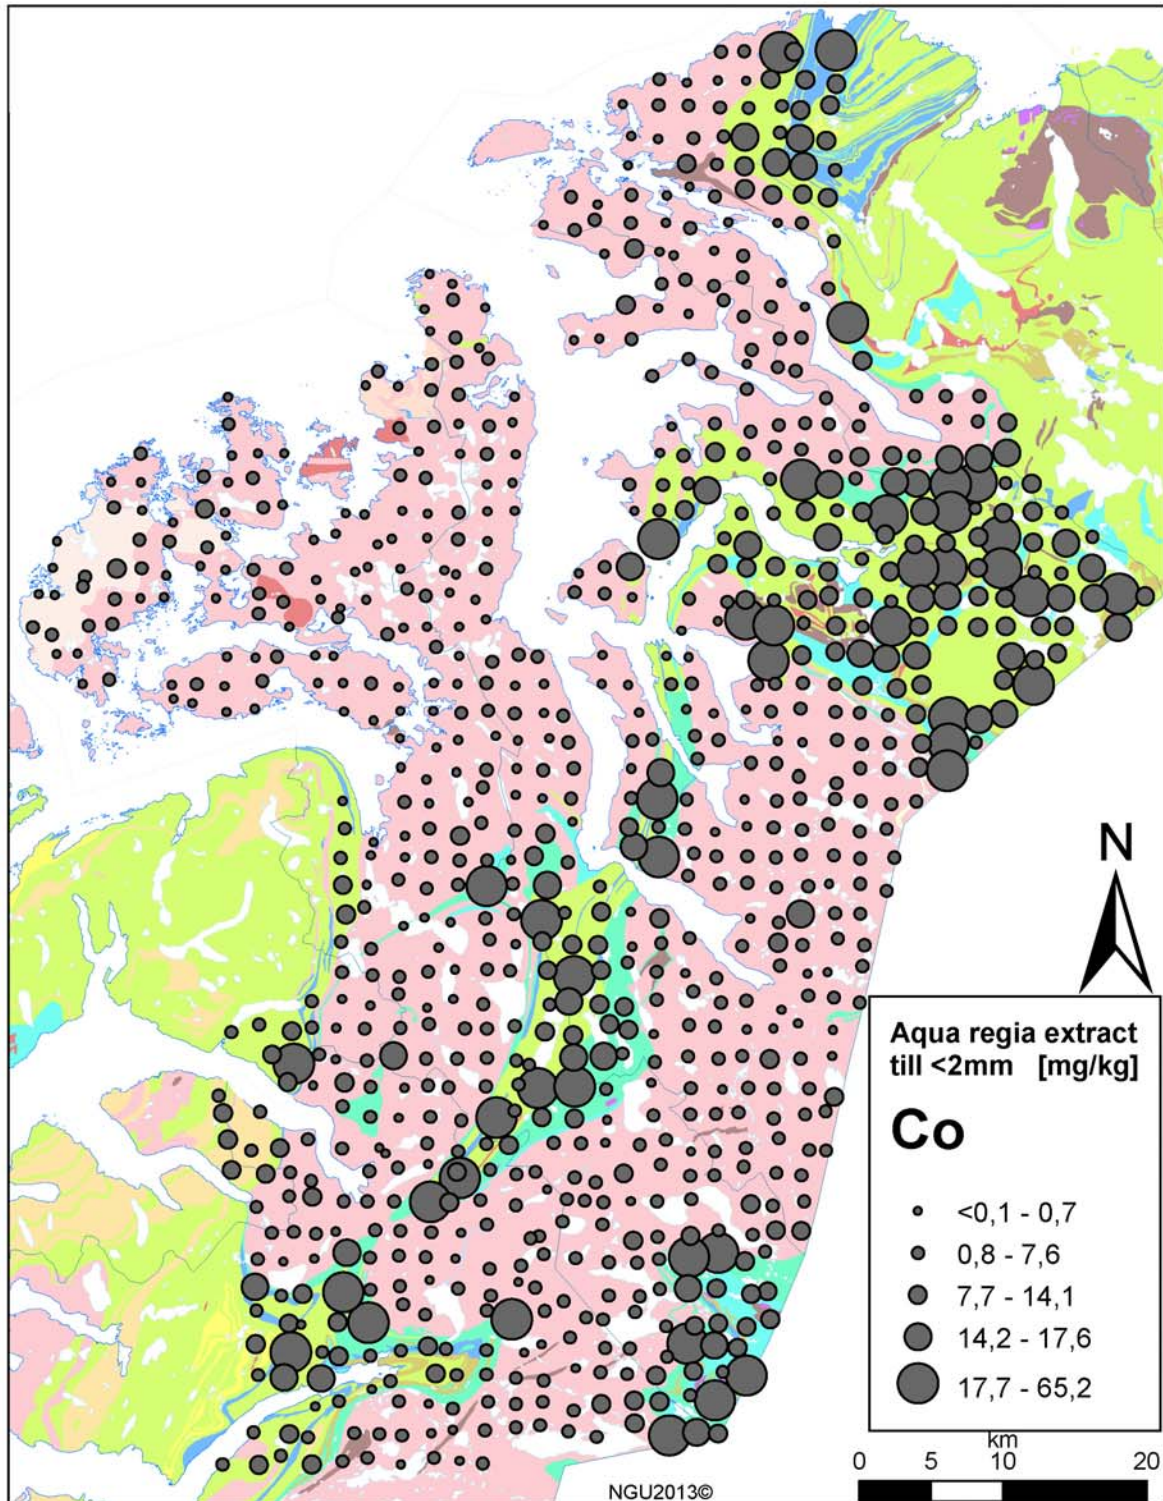 N
Aqua regia extract
till <2mm [mg/kg]
Co
<0,1 - 0,7
0,8 - 7,6
7,7 - 14,1
14,2 - 17,6
17,7 - 65,2
km
0 5 10 20
NGU2013©